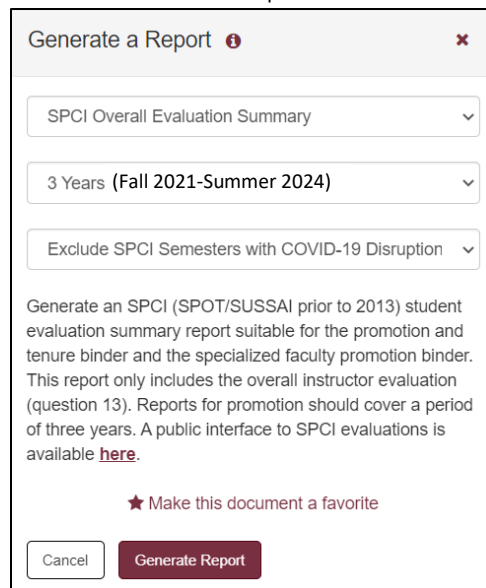 Generate a Report
SPCI Overall Evaluation Summary
3 Years (Fall 2021-Summer 2024)
Exclude SPCI Semesters with COVID-19 Disruption
Generate an SPCI (SPOT/SUSSAI prior to 2013) student
evaluation summary report suitable for the promotion and
tenure binder and the specialized faculty promotion binder.
This report only includes the overall instructor evaluation
(question 13). Reports for promotion should cover a period
of three years. A public interface to SPCI evaluations is
available here.
Make this document a favorite
Cancel Generate Report